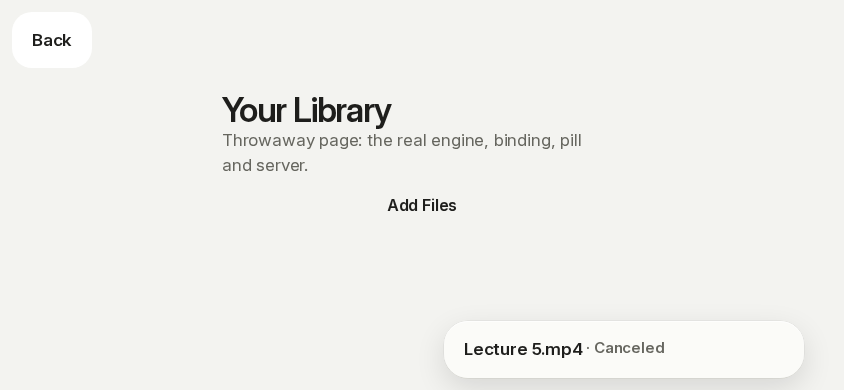 Back
Your Library
Throwaway page: the real engine, binding, pill
and server.
Add Files
Lecture 5.mp4 · Canceled